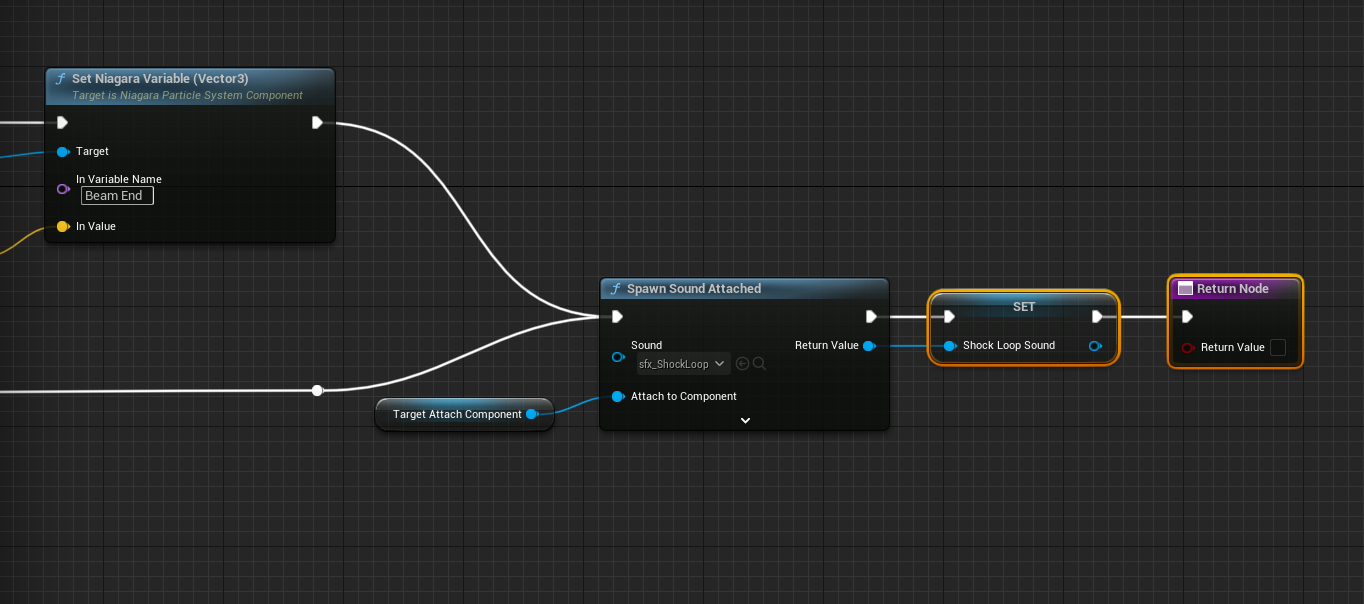 f Set Niagara Variable (Vector3)
Target is Niagara Particle System Component
Target
In Variable Name
Beam End
In Value
f Spawn Sound Attached
Sound
sfx_ShockLoop
Return Value
Attach to Component
Target Attach Component
SET
Shock Loop Sound
Return Node
Return Value